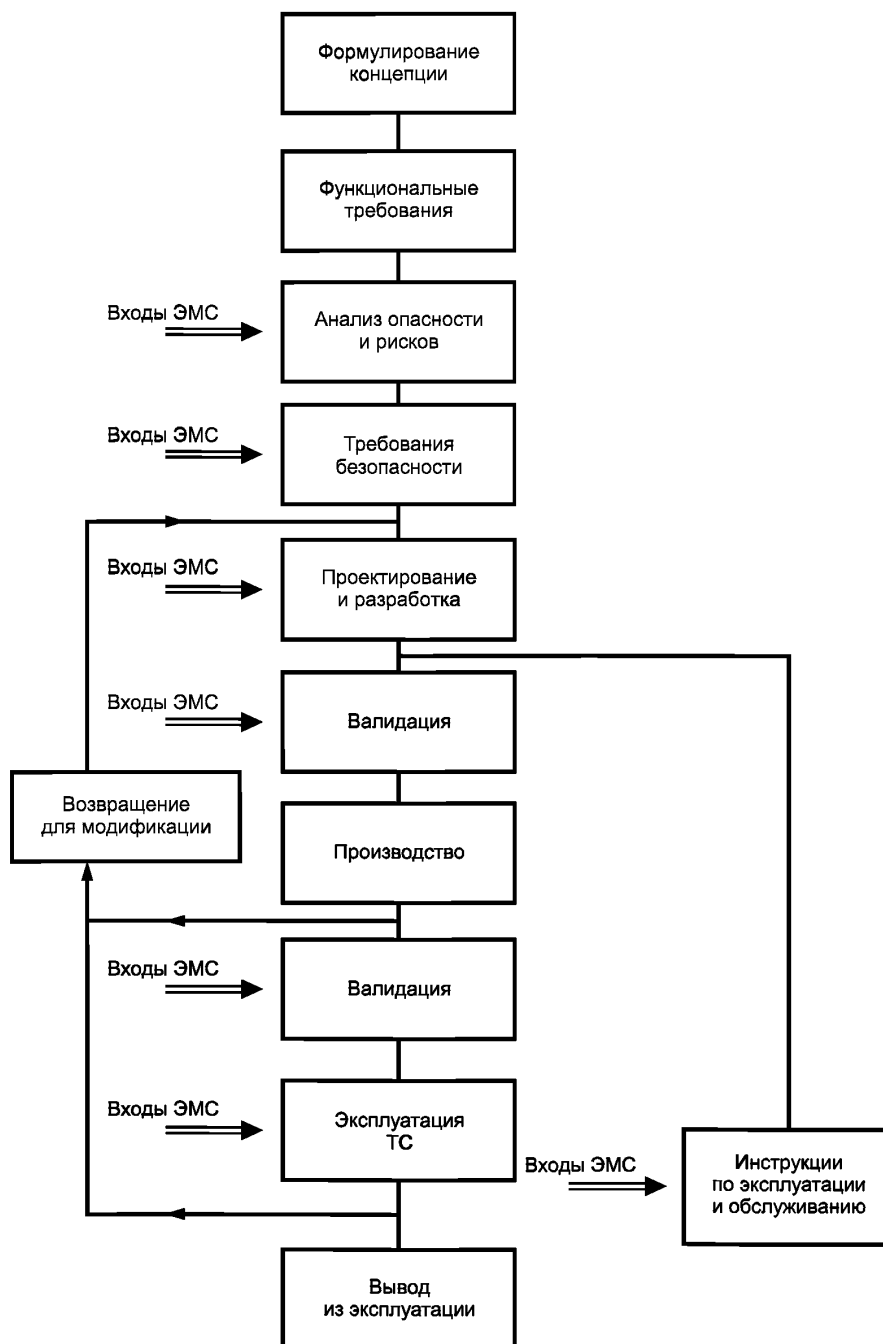 Формулирование
концепции
Функциональные
требования
Входы ЭМС
Анализ опасности
и рисков
Входы ЭМС
Требования
безопасности
Входы ЭМС
Проектирование
и разработка
Входы ЭМС
Валидация
Возвращение
для модификации
Производство
Входы ЭМС
Валидация
Входы ЭМС
Эксплуатация
ТС
Входы ЭМС
Инструкции
по эксплуатации
и обслуживанию
Вывод
из эксплуатации